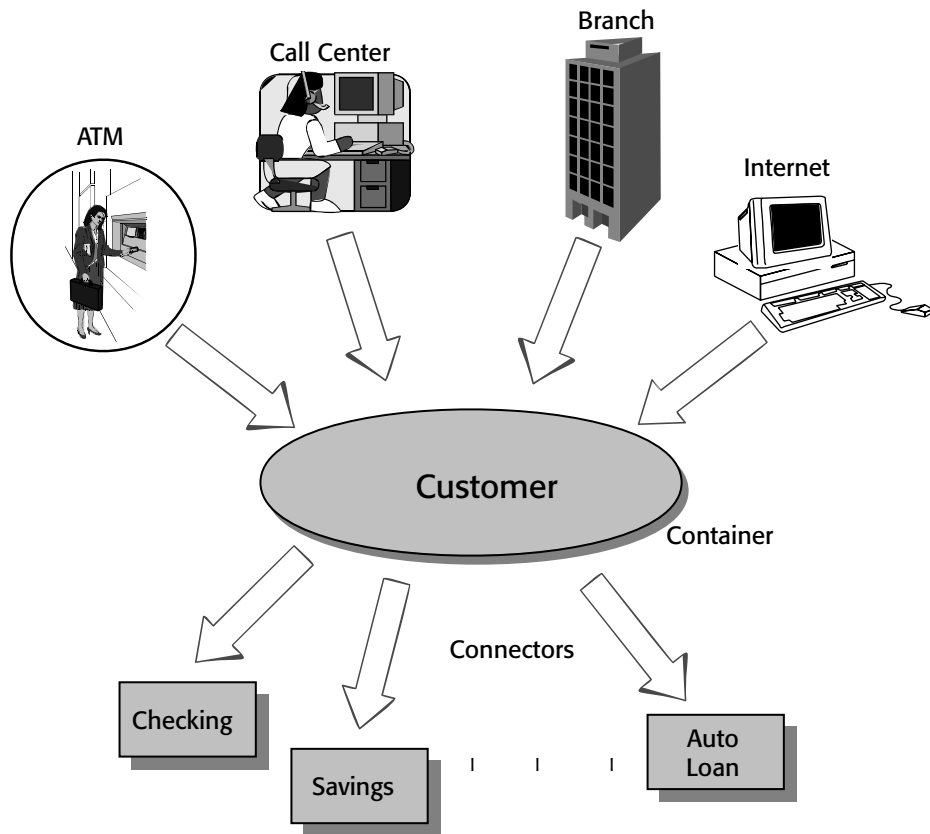 Branch
Call Center
ATM
Internet
Customer
Container
Connectors
Checking
Savings
Auto
Loan